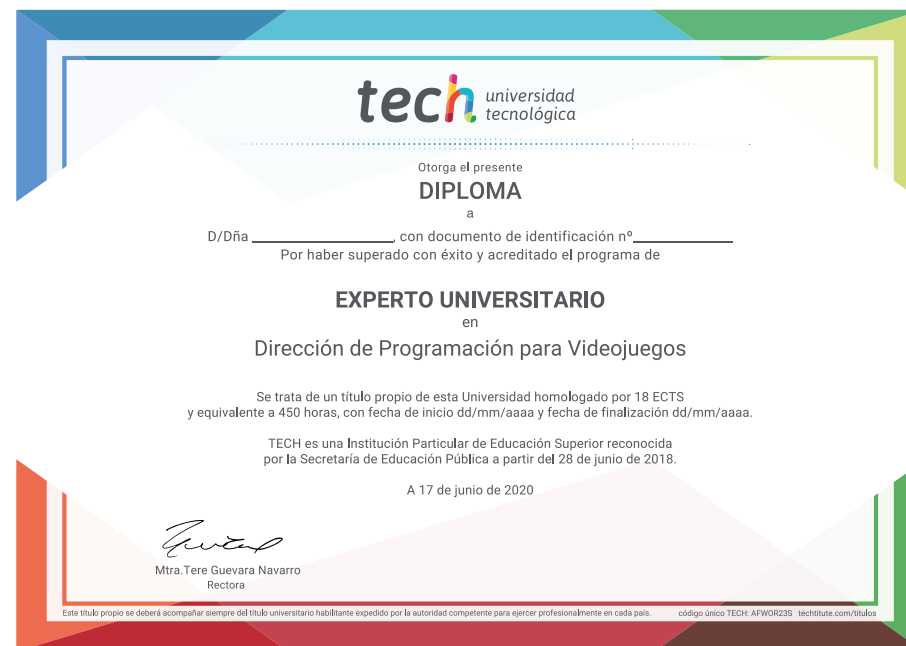 tech universidad
tecnológica
Otorga el presente
DIPLOMA
a
D/Dña , con documento de identificación nº
Por haber superado con éxito y acreditado el programa de
EXPERTO UNIVERSITARIO
en
Dirección de Programación para Videojuegos
Se trata de un título propio de esta Universidad homologado por 18 ECTS
y equivalente a 450 horas, con fecha de inicio dd/mm/aaaa y fecha de finalización dd/mm/aaaa.
TECH es una Institución Particular de Educación Superior reconocida
por la Secretaría de Educación Pública a partir del 28 de junio de 2018.
A 17 de junio de 2020
Mtra.Tere Guevara Navarro
Rectora
Este título propio se deberá acompañar siempre del título universitario habilitante expedido por la autoridad competente para ejercer profesionalmente en cada país. código único TECH: AFWOR23S techtitute.com/titulos